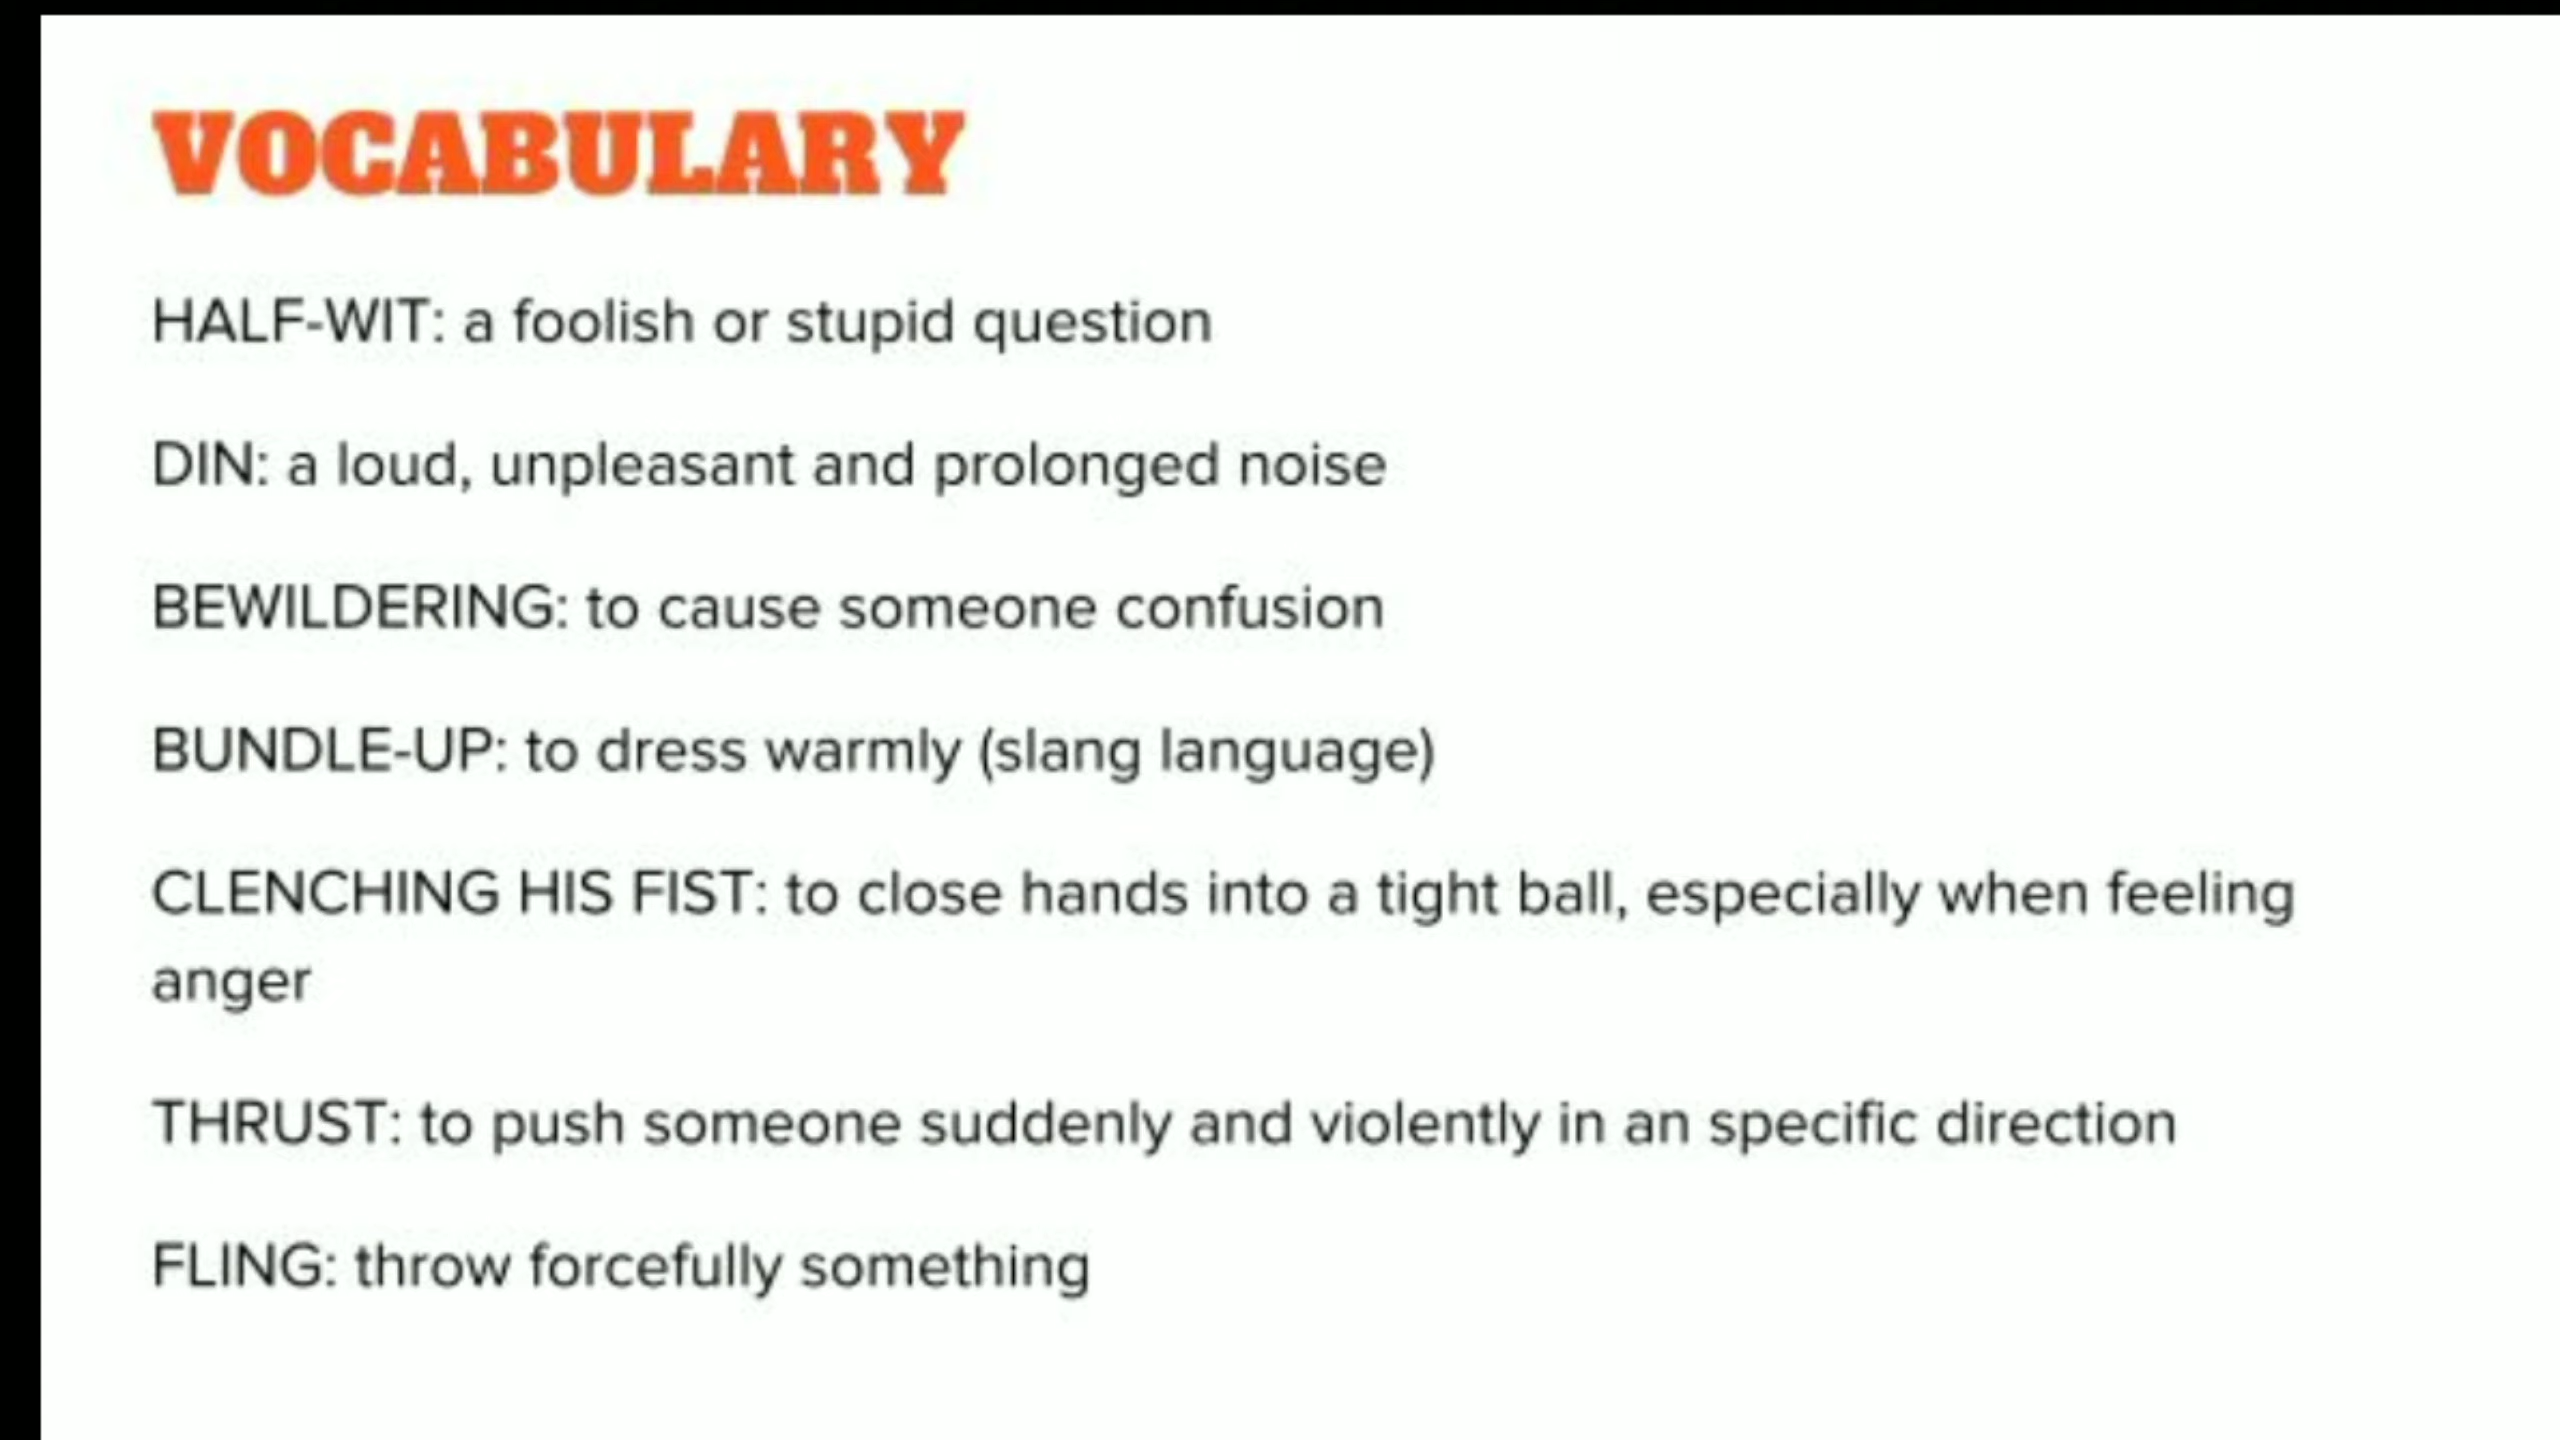 VOCABULARY
HALF-WIT: a foolish or stupid question
DIN: a loud, unpleasant and prolonged noise
BEWILDERING: to cause someone confusion
BUNDLE-UP: to dress warmly (slang language)
CLENCHING HIS FIST: to close hands into a tight ball, especially when feeling
anger
THRUST: to push someone suddenly and violently in an specific direction
FLING: throw forcefully something